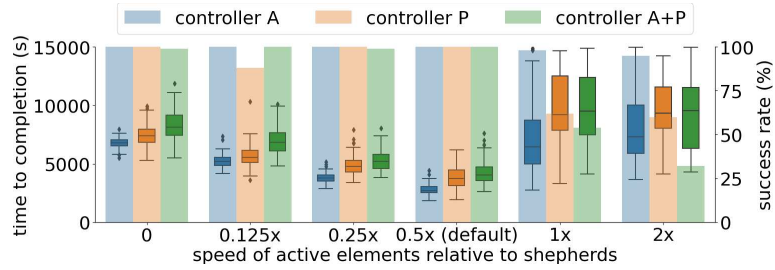 controller A controller P controller A+P
15000
10000
5000
0
time to completion (s)
100
75
50
25
0
success rate (%)
0 0.125x 0.25x 0.5x (default) 1x 2x
speed of active elements relative to shepherds